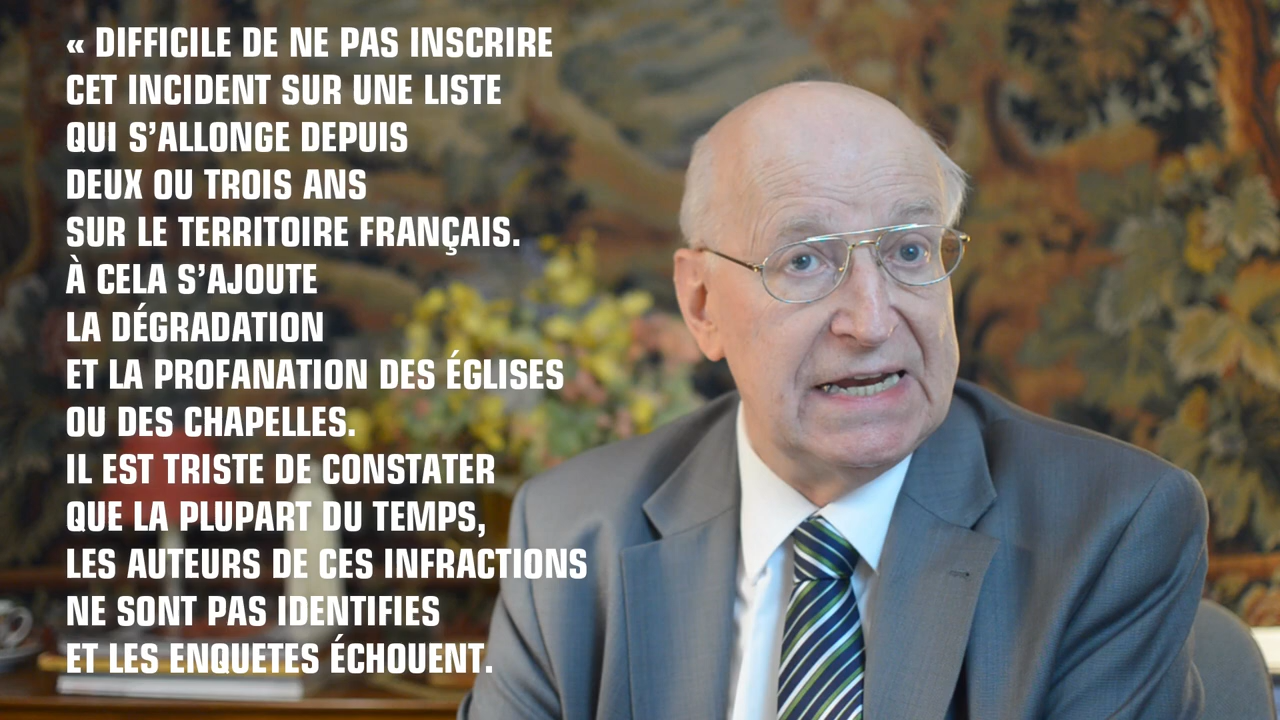 « DIFFICILE DE NE PAS INSCRIRE
CET INCIDENT SUR UNE LISTE
QUI S’ALLONGE DEPUIS
DEUX OU TROIS ANS
SUR LE TERRITOIRE FRANÇAIS.
À CELA S’AJOUTE
LA DÉGRADATION
ET LA PROFANATION DES ÉGLISES
OU DES CHAPELLES.
IL EST TRISTE DE CONSTATER
QUE LA PLUPART DU TEMPS,
LES AUTEURS DE CES INFRACTIONS
NE SONT PAS IDENTIFIES
ET LES ENQUETES ÉCHOUENT.